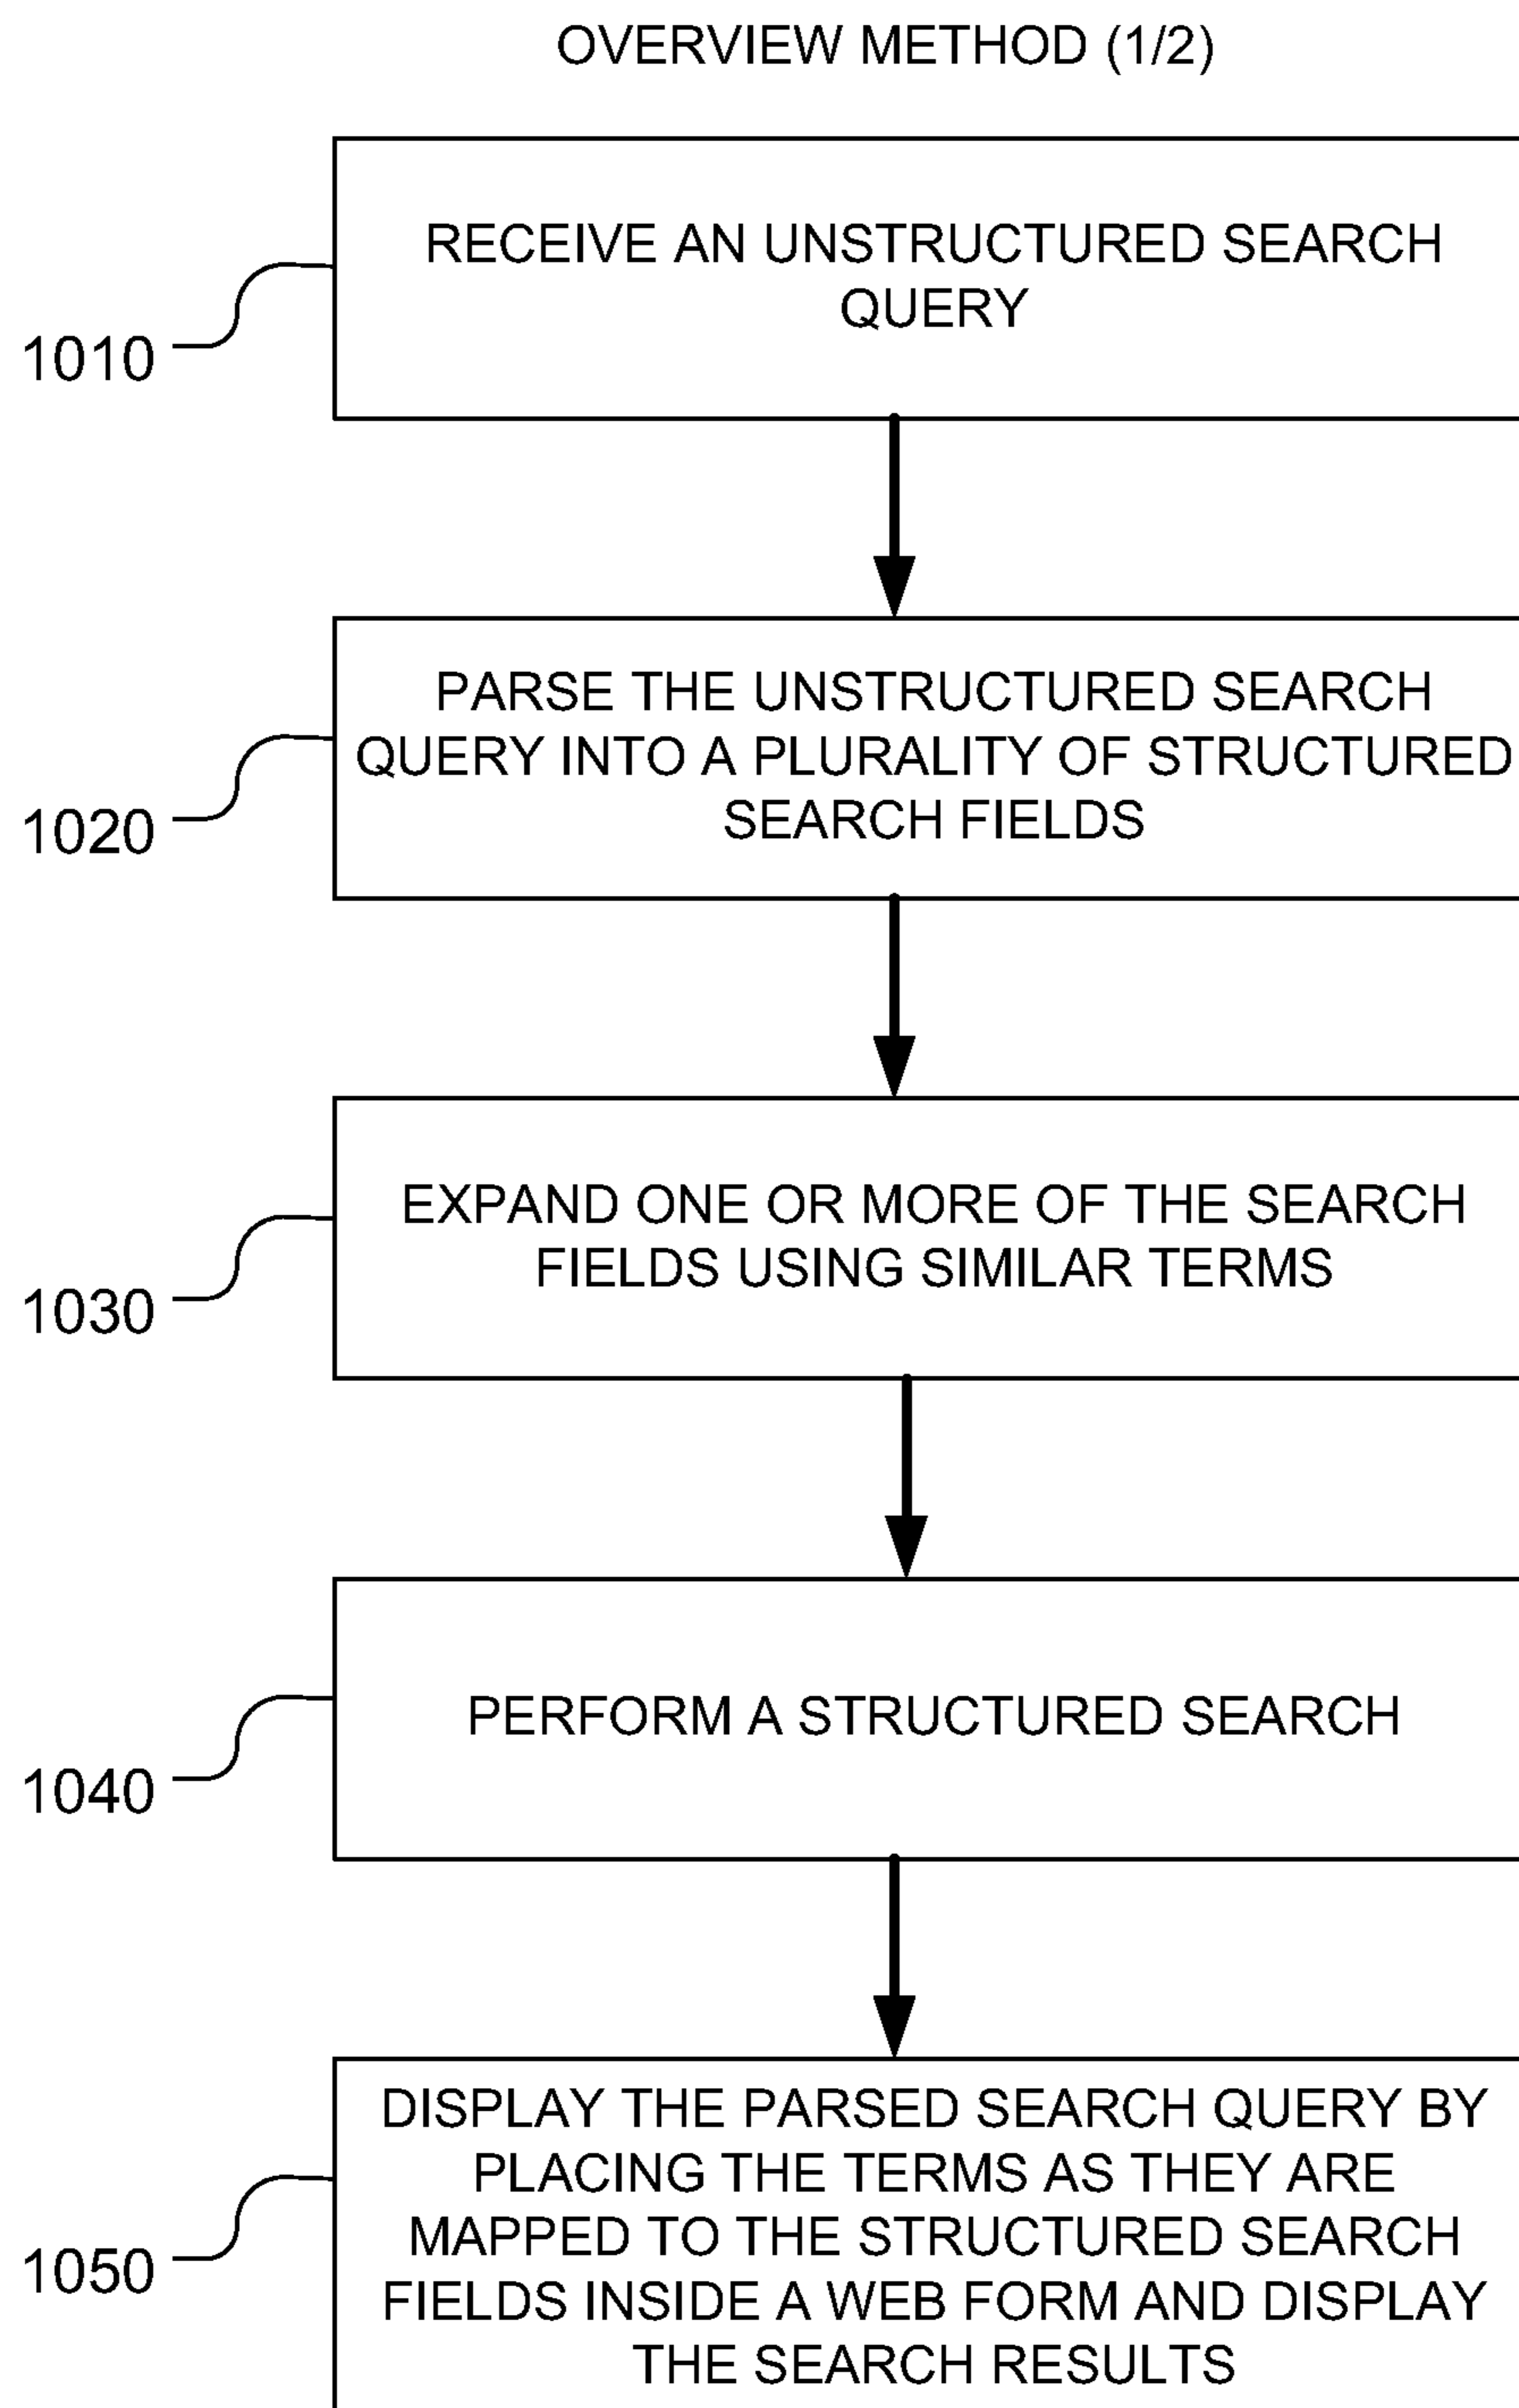 OVERVIEW METHOD (1/2)
RECEIVE AN UNSTRUCTURED SEARCH
QUERY
1010
PARSE THE UNSTRUCTURED SEARCH
QUERY INTO A PLURALITY OF STRUCTURED
SEARCH FIELDS
1020
EXPAND ONE OR MORE OF THE SEARCH
FIELDS USING SIMILAR TERMS
1030
PERFORM A STRUCTURED SEARCH
1040
DISPLAY THE PARSED SEARCH QUERY BY
PLACING THE TERMS AS THEY ARE
MAPPED TO THE STRUCTURED SEARCH
FIELDS INSIDE A WEB FORM AND DISPLAY
THE SEARCH RESULTS
1050